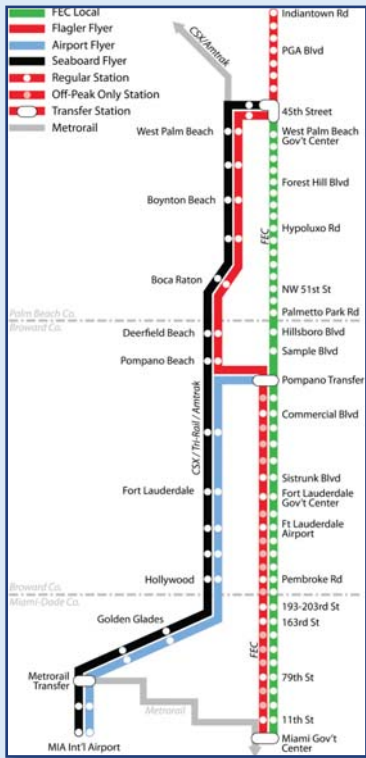 FEC Local
Flagler Flyer
Airport Flyer
Seaboard Flyer
Regular Station
Off-Peak Only Station
Transfer Station
Metrorail
CSX/Amtrak
Indiantown Rd
PGA Blvd
45th Street
West Palm Beach
West Palm Beach
Gov't Center
Forest Hill Blvd
Boynton Beach
Hypoluxo Rd
FEC
Boca Raton
NW 51st St
Palmetto Park Rd
Palm Beach Co.
Broward Co.
Hillsboro Blvd
Deerfield Beach
Sample Blvd
Pompano Beach
Pompano Transfer
Commercial Blvd
CSX / Tri-Rail / Amtrak
Sistrunk Blvd
Fort Lauderdale
Fort Lauderdale
Gov't Center
Ft Lauderdale
Airport
Hollywood
Pembroke Rd
Broward Co.
Miami-Dade Co.
193-203rd St
Golden Glades
163rd St
FEC
Metrorail
Transfer
79th St
Metrorail
11th St
MIA Int'l Airport
Miami Gov't
Center